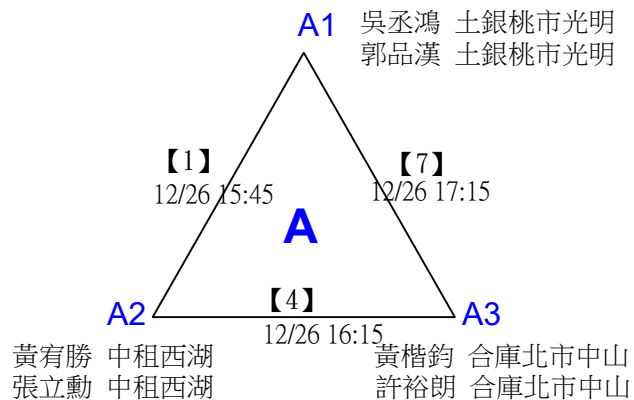 A1 吳丞鴻 土銀桃市光明
郭品漢 土銀桃市光明
【1】
12/26 15:45
【7】
12/26 17:15
A
【4】
12/26 16:15
A2
A3
黃宥勝 中租西湖
張立勳 中租西湖
黃楷鈞 合庫北市中山
許裕朗 合庫北市中山